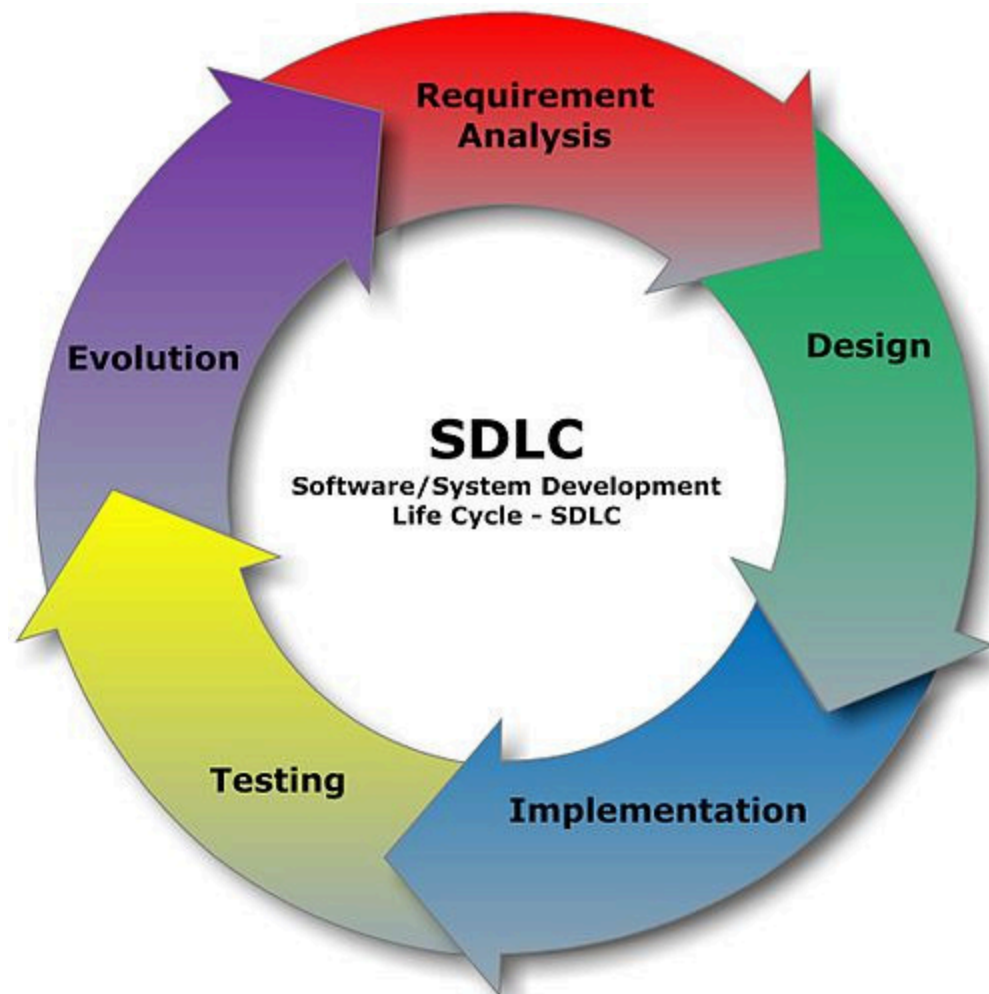 Requirement
Analysis
Design
Implementation
Testing
Evolution
SDLC
Software/System Development
Life Cycle - SDLC